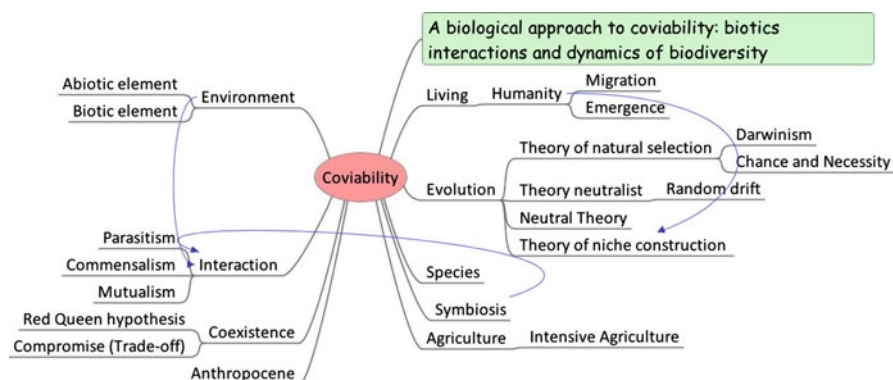 A biological approach to coviability: biotics
interactions and dynamics of biodiversity
Abiotic element
Biotic element
Environment
Living
Humanity
Migration
Emergence
Coviability
Evolution
Theory of natural selection
Darwinism
Chance and Necessity
Theory neutralist
Random drift
Neutral Theory
Theory of niche construction
Parasitism
Commensalism
Mutualism
Interaction
Species
Symbiosis
Red Queen hypothesis
Compromise (Trade-off)
Coexistence
Agriculture
Intensive Agriculture
Anthropocene